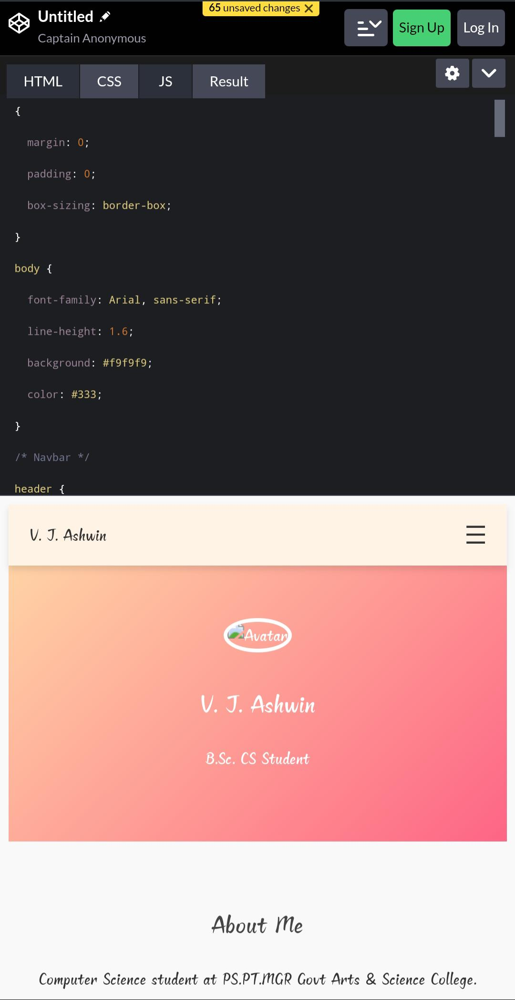 65 unsaved changes
Untitled
Captain Anonymous
Sign Up
Log In
HTML
CSS
JS
Result
{
margin: 0;
padding: 0;
box-sizing: border-box;
}
body {
font-family: Arial, sans-serif;
line-height: 1.6;
background: #f9f9f9;
color: #333;
}
/* Navbar */
header {
V. J. Ashwin
Avatar
V. J. Ashwin
B.Sc. CS Student
About Me
Computer Science student at PS.PT.MGR Govt Arts & Science College.